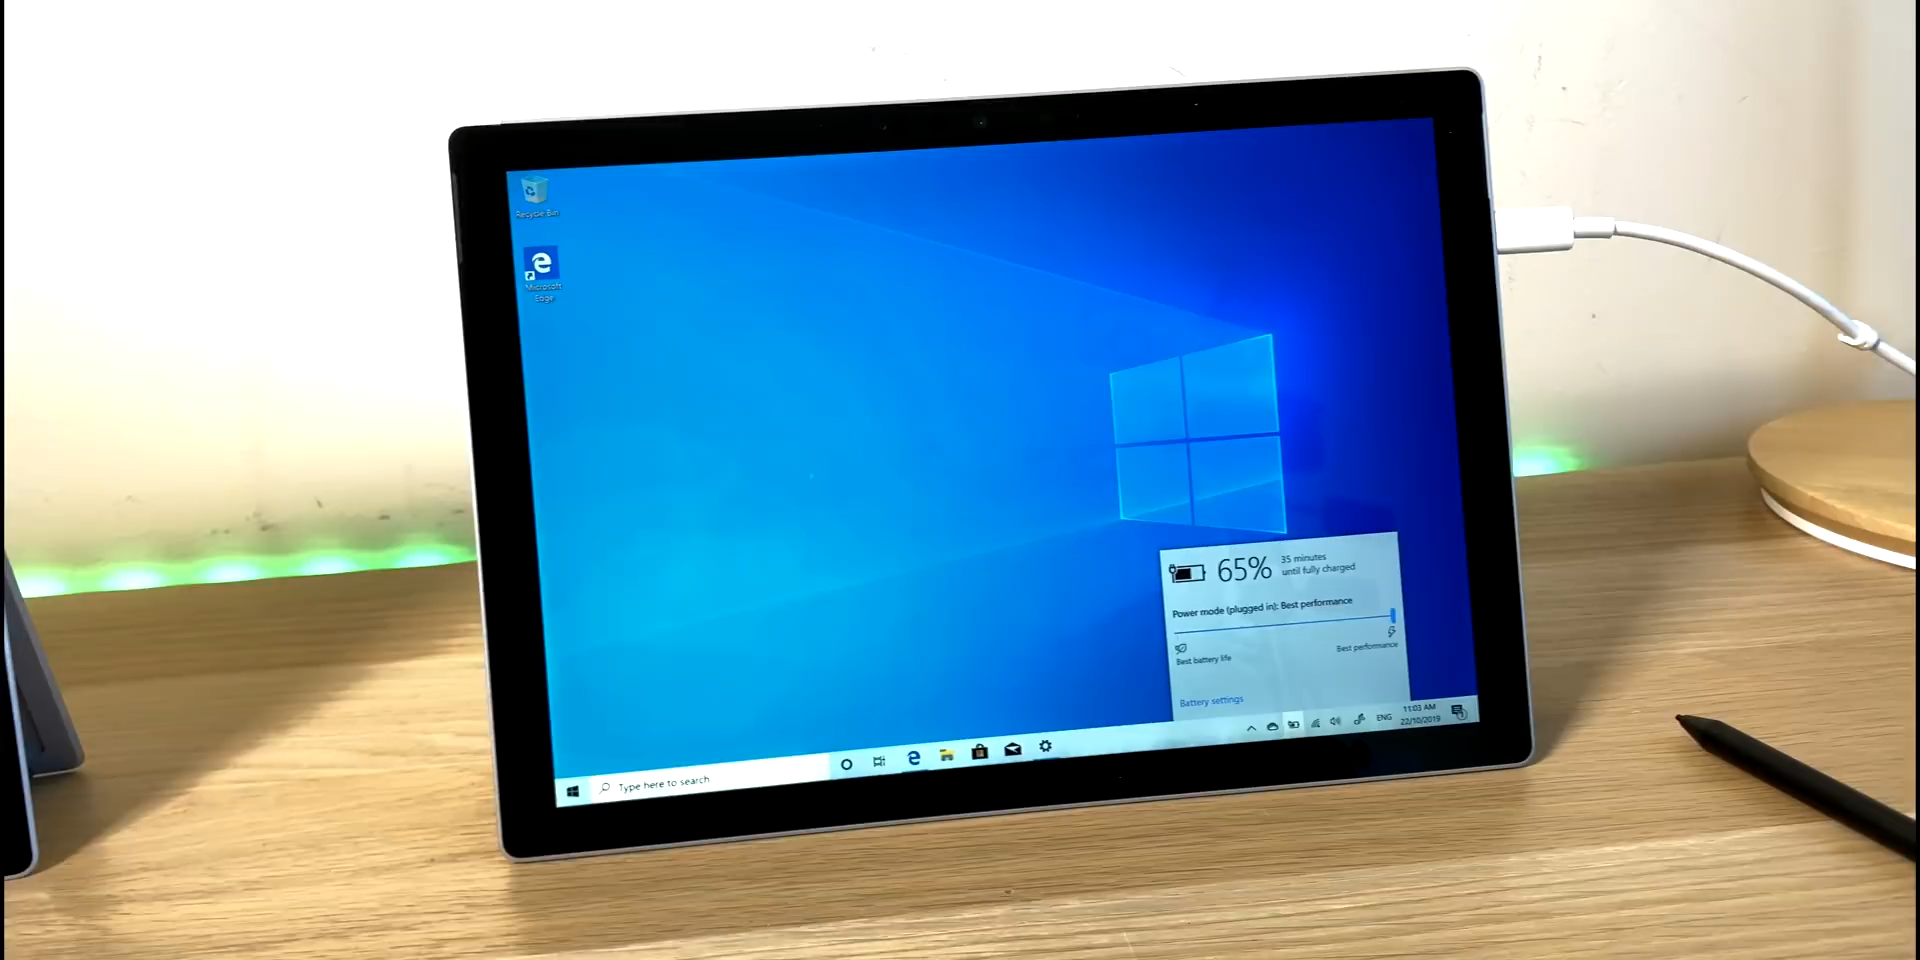 Recycle Bin
Microsoft
Edge
65%
35 minutes
until fully charged
Power mode (plugged in): Best performance
Best battery life
Best performance
Battery settings
Type here to search
ENG
11:03 AM
22/10/2019